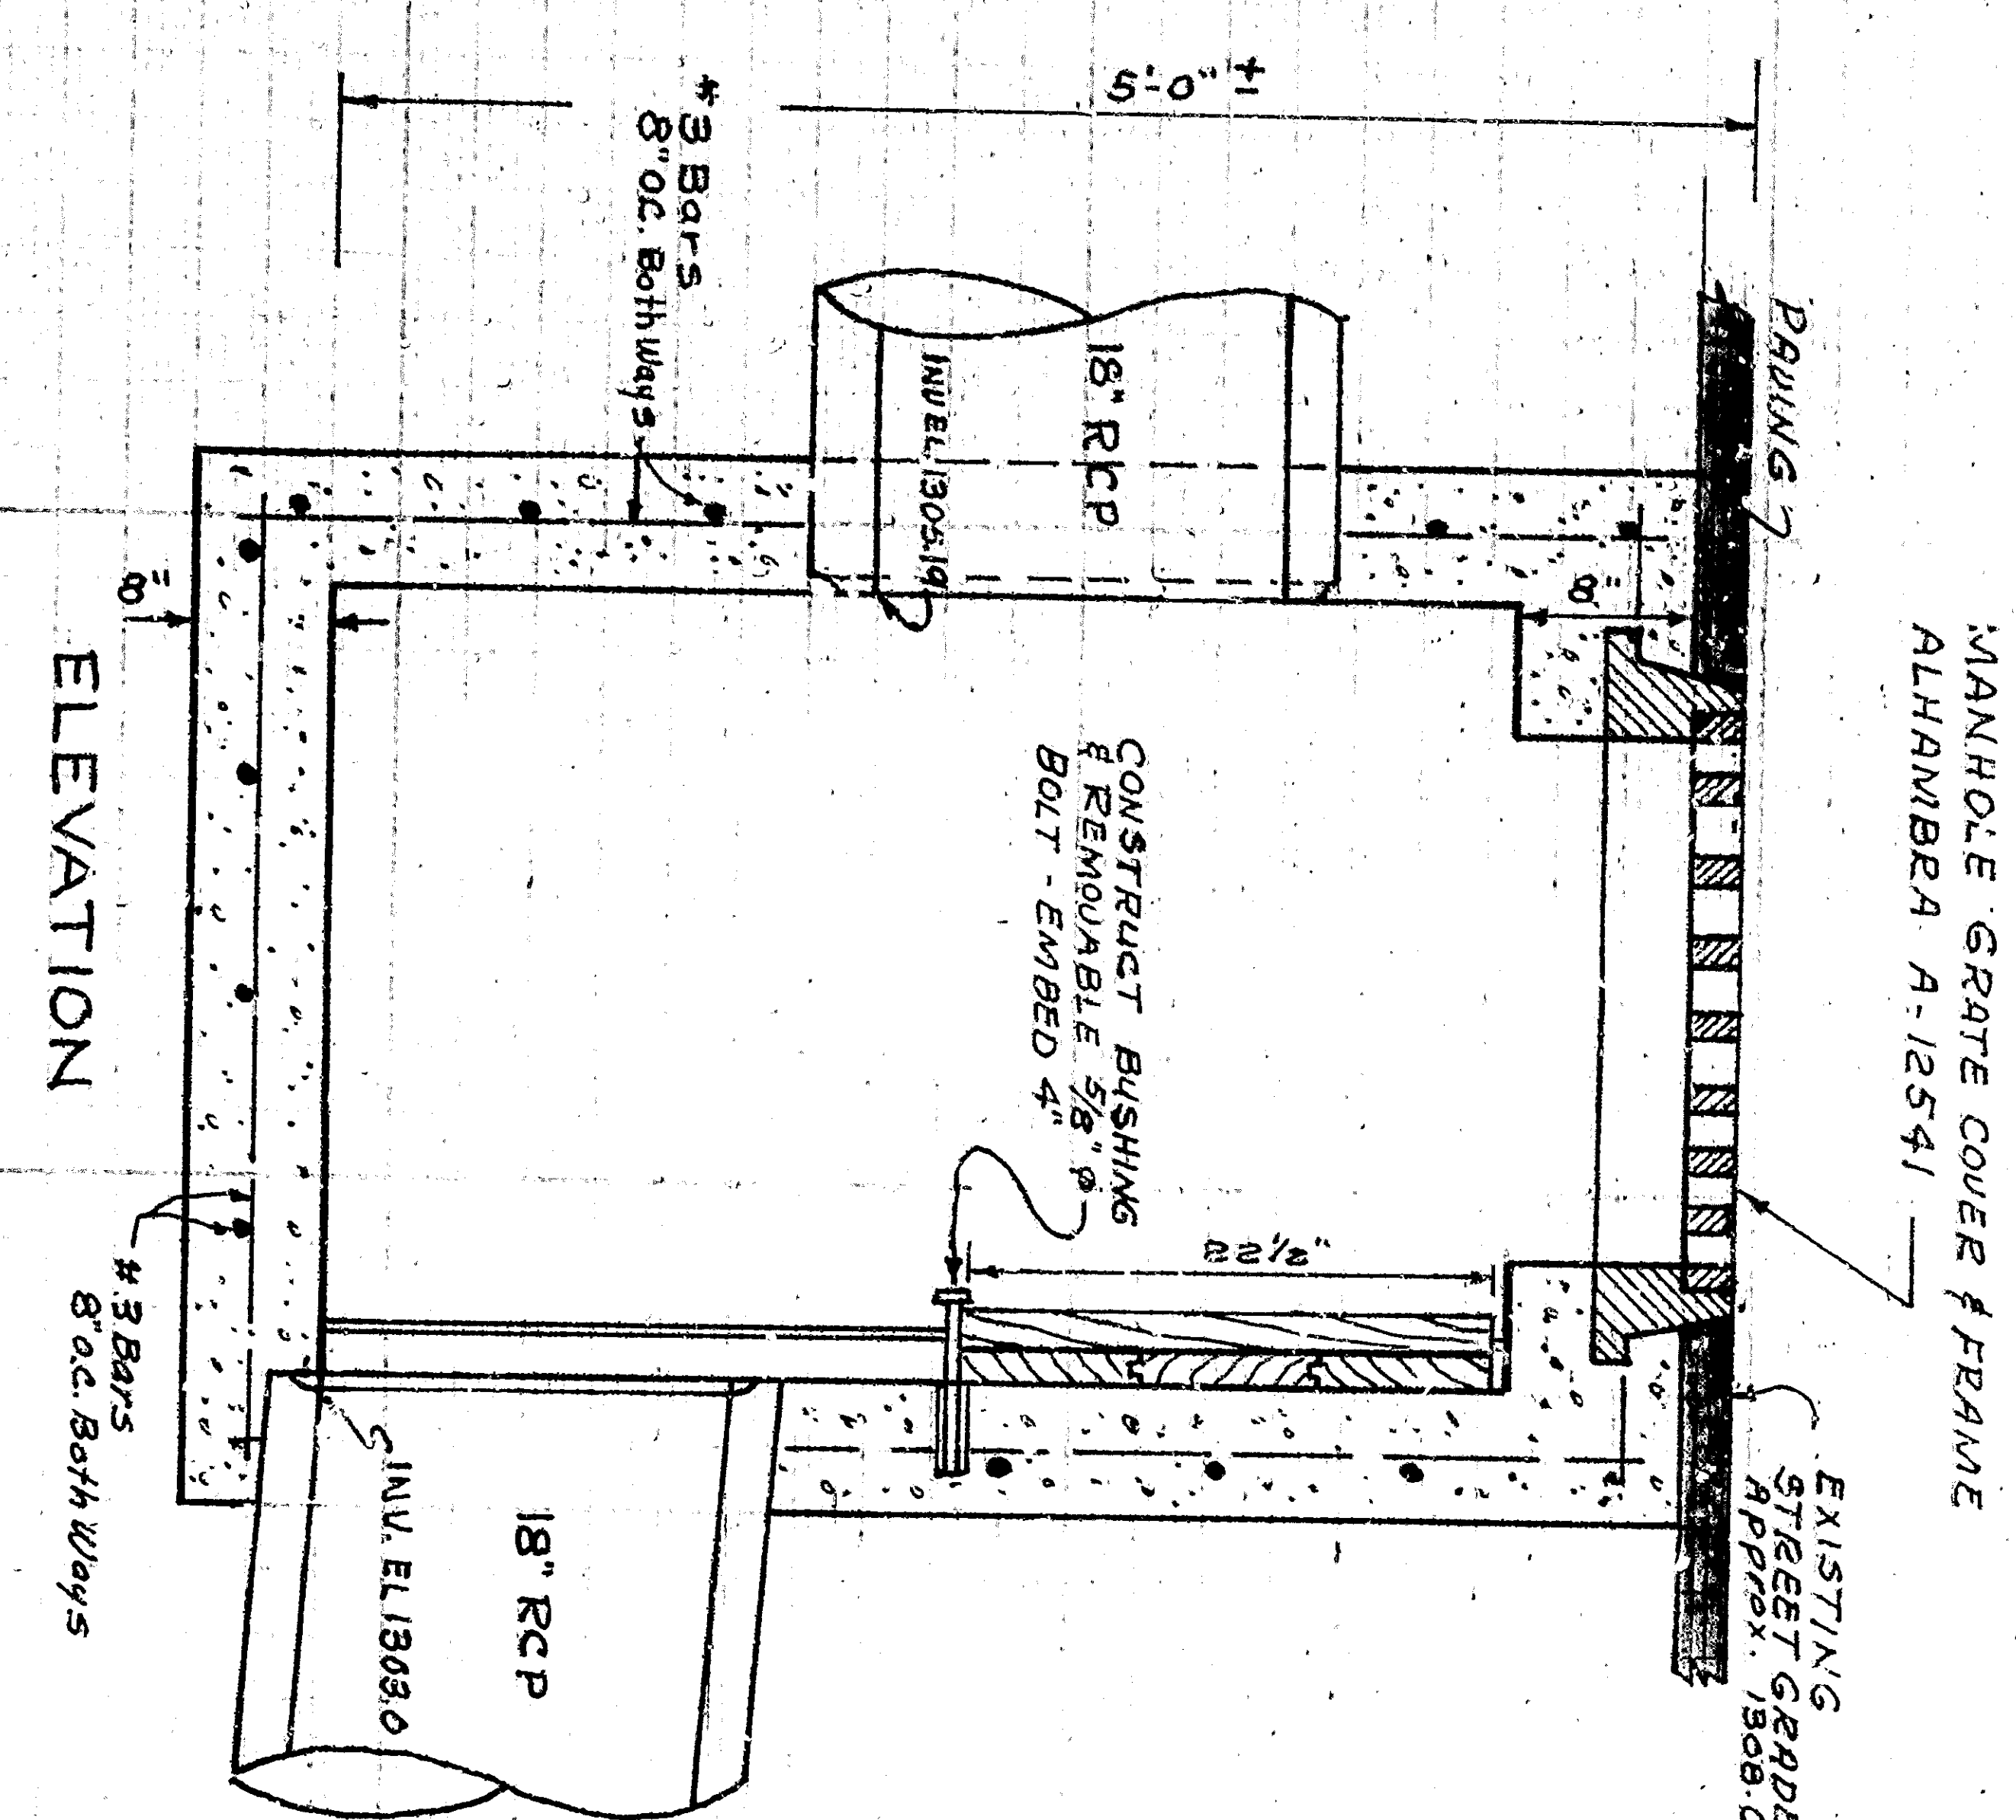 MANHOLE GRATE COVER & FRAME
ALHAMBRA A-12541
PAVING
EXISTING
STREET GRADE
Approx. 1308.0
5'-0" ±
8"
18" RCP
INV EL. 1305.19
22½"
CONSTRUCT BUSHING
& REMOVABLE 5/8" φ
BOLT - EMBED 4"
#3 Bars
8" OC. Both Ways
18" RCP
INV. EL 1303.0
8"
#3 Bars
8" O.C. Both Ways
ELEVATION